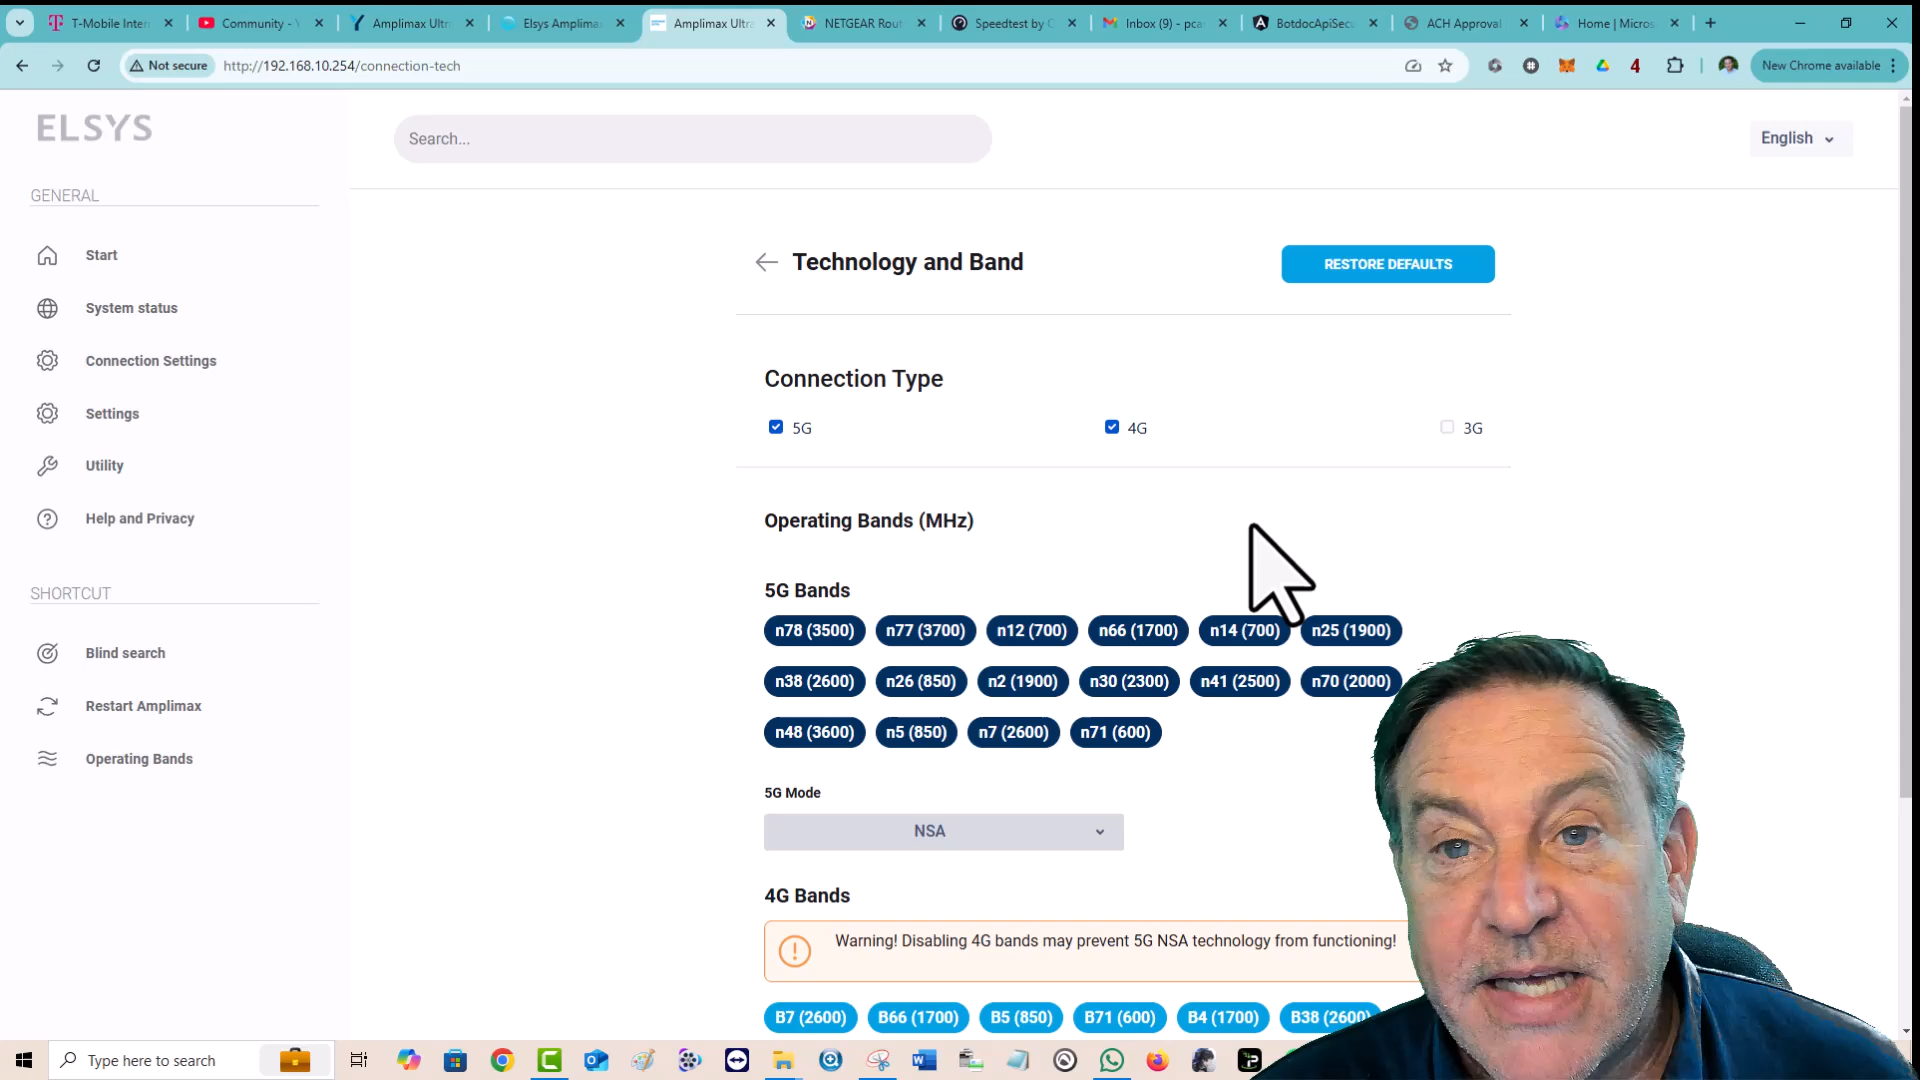 T-Mobile Inter
Community - Y
Amplimax Ultr
Elsys Amplima
Amplimax Ultra
NETGEAR Rout
Speedtest by O
Inbox (9) - pca
BotdocApiSecu
ACH Approval
Home | Micros
Not secure
http://192.168.10.254/connection-tech
4
New Chrome available
ELSYS
Search...
English
GENERAL
Start
System status
Connection Settings
Settings
Utility
Help and Privacy
SHORTCUT
Blind search
Restart Amplimax
Operating Bands
Technology and Band
RESTORE DEFAULTS
Connection Type
5G
4G
3G
Operating Bands (MHz)
5G Bands
n78 (3500) n77 (3700) n12 (700) n66 (1700) n14 (700) n25 (1900)
n38 (2600) n26 (850) n2 (1900) n30 (2300) n41 (2500) n70 (2000)
n48 (3600) n5 (850) n7 (2600) n71 (600)
5G Mode
NSA
4G Bands
Warning! Disabling 4G bands may prevent 5G NSA technology from functioning!
B7 (2600) B66 (1700) B5 (850) B71 (600) B4 (1700) B38 (2600)
Type here to search